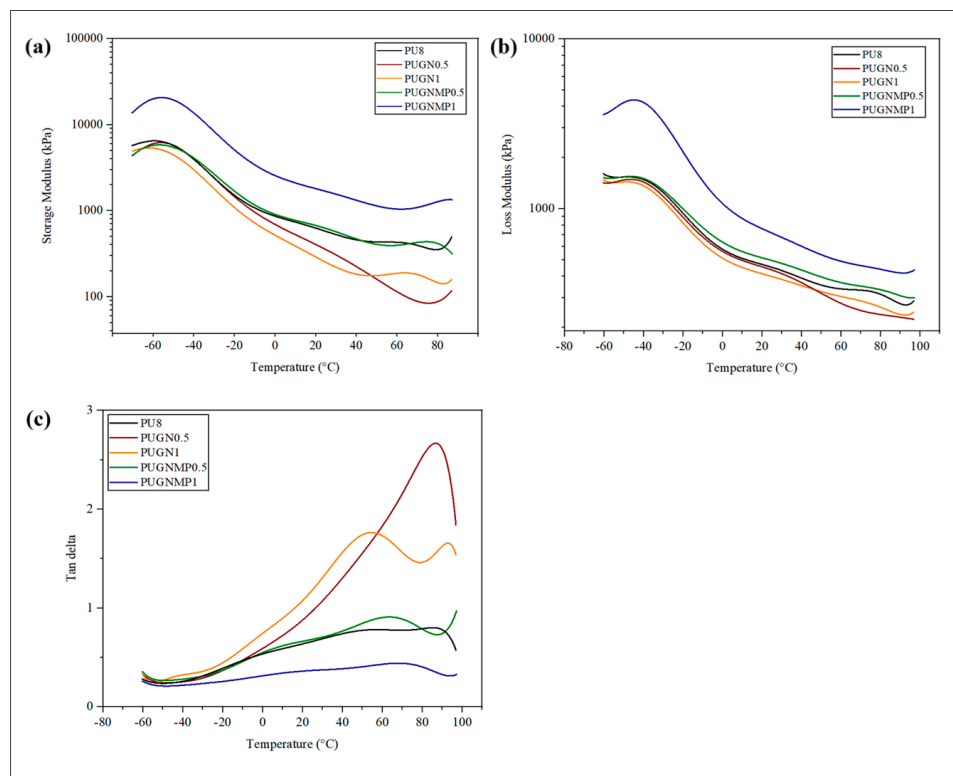 (a)
100000
10000
1000
100
Storage Modulus (kPa)
PU8
PUGN0.5
PUGN1
PUGNMP0.5
PUGNMP1
-60 -40 -20 0 20 40 60 80
Temperature (°C)
(b)
10000
1000
Loss Modulus (kPa)
PU8
PUGN0.5
PUGN1
PUGNMP0.5
PUGNMP1
-80 -60 -40 -20 0 20 40 60 80 100
Temperature (°C)
(c)
3
2
1
0
Tan delta
PU8
PUGN0.5
PUGN1
PUGNMP0.5
PUGNMP1
-80 -60 -40 -20 0 20 40 60 80 100
Temperature (°C)